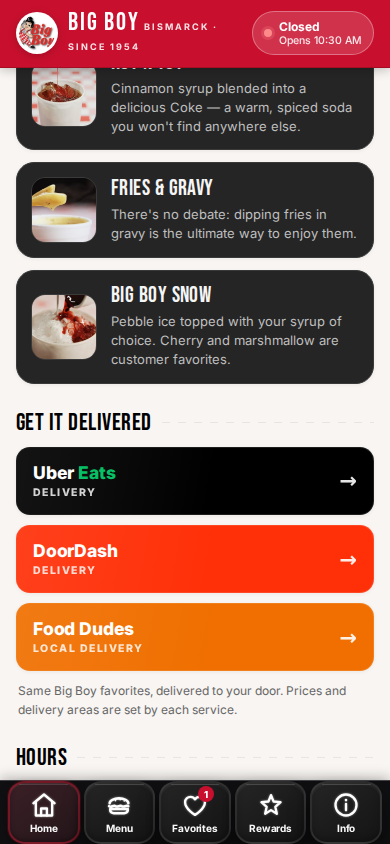 Big Boy
BIG BOY BISMARCK ·
SINCE 1954
Closed
Opens 10:30 AM
Cinnamon syrup blended into a
delicious Coke — a warm, spiced soda
you won't find anywhere else.
FRIES & GRAVY
There's no debate: dipping fries in
gravy is the ultimate way to enjoy them.
BIG BOY SNOW
Pebble ice topped with your syrup of
choice. Cherry and marshmallow are
customer favorites.
GET IT DELIVERED
Uber Eats
DELIVERY
→
DoorDash
DELIVERY
→
Food Dudes
LOCAL DELIVERY
→
Same Big Boy favorites, delivered to your door. Prices and
delivery areas are set by each service.
HOURS
1
Home
Menu
Favorites
Rewards
Info